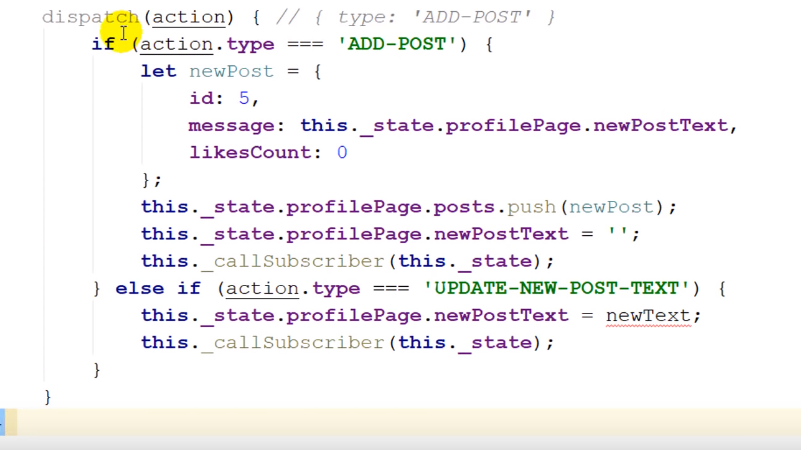 dispatch(action) { // { type: 'ADD-POST' }
if (action.type === 'ADD-POST') {
let newPost = {
id: 5,
message: this._state.profilePage.newPostText,
likesCount: 0
};
this._state.profilePage.posts.push(newPost);
this._state.profilePage.newPostText = '';
this._callSubscriber(this._state);
} else if (action.type === 'UPDATE-NEW-POST-TEXT') {
this._state.profilePage.newPostText = newText;
this._callSubscriber(this._state);
}
}